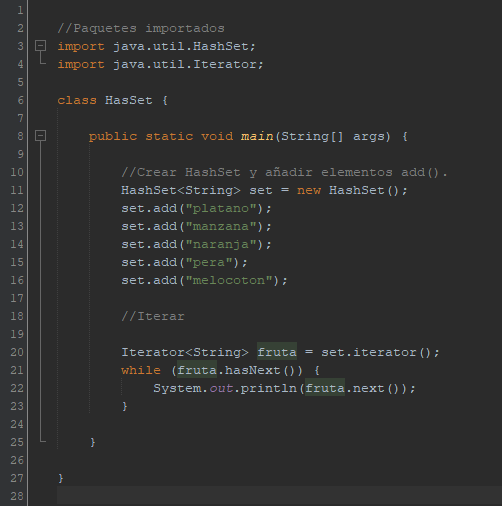 1
2 //Paquetes importados
3 import java.util.HashSet;
4 import java.util.Iterator;
5
6 class HasSet {
7
8     public static void main(String[] args) {
9
10         //Crear HashSet y añadir elementos add().
11         HashSet<String> set = new HashSet();
12         set.add("platano");
13         set.add("manzana");
14         set.add("naranja");
15         set.add("pera");
16         set.add("melocoton");
17
18         //Iterar
19
20         Iterator<String> fruta = set.iterator();
21         while (fruta.hasNext()) {
22             System.out.println(fruta.next());
23         }
24
25     }
26
27 }
28